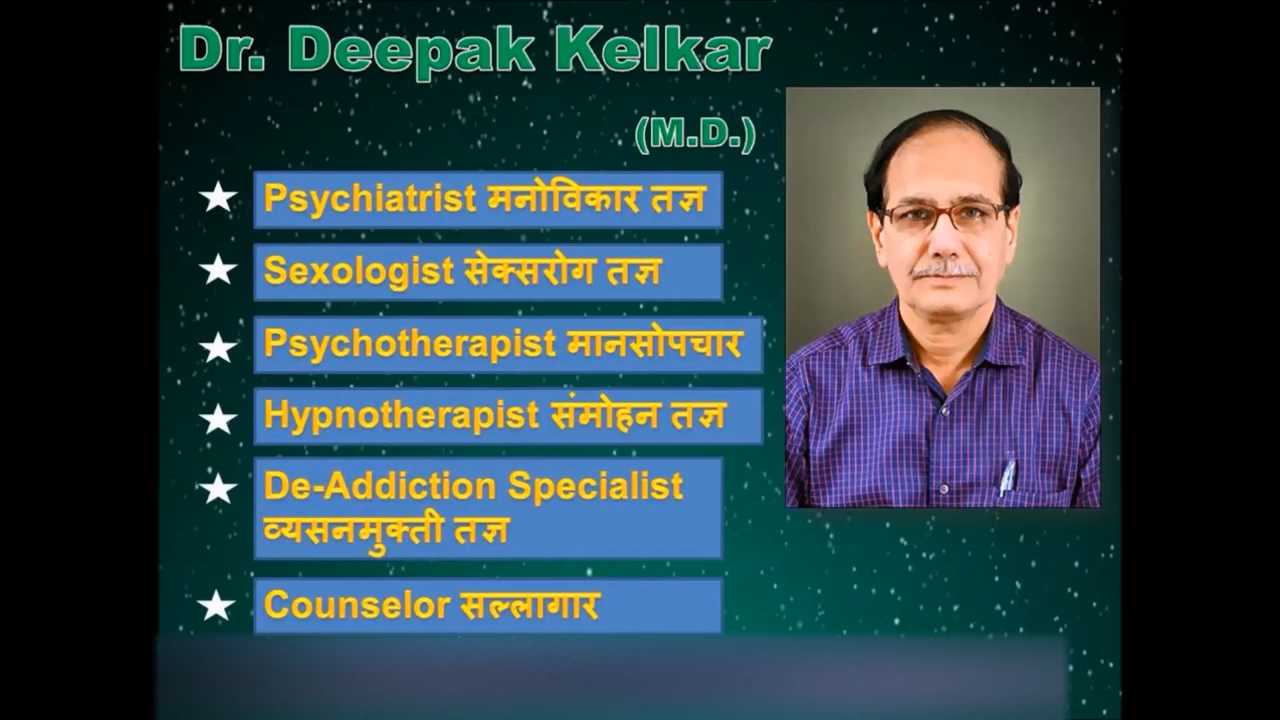 Dr. Deepak Kelkar
(M.D.)
Psychiatrist मनोविकार तज्ञ
Sexologist सेक्सरोग तज्ञ
Psychotherapist मानसोपचार
Hypnotherapist संमोहन तज्ञ
De-Addiction Specialist
व्यसनमुक्ती तज्ञ
Counselor सल्लागार